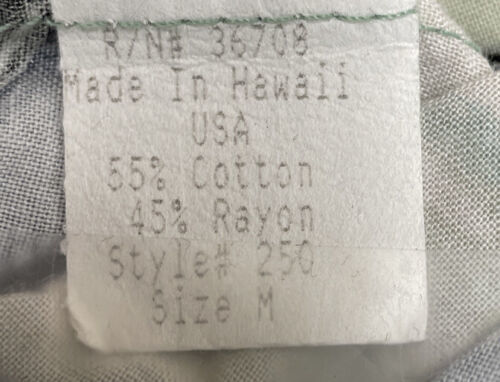 R/N# 36708
Made In Hawaii
USA
55% Cotton
45% Rayon
Style# 250
Size M